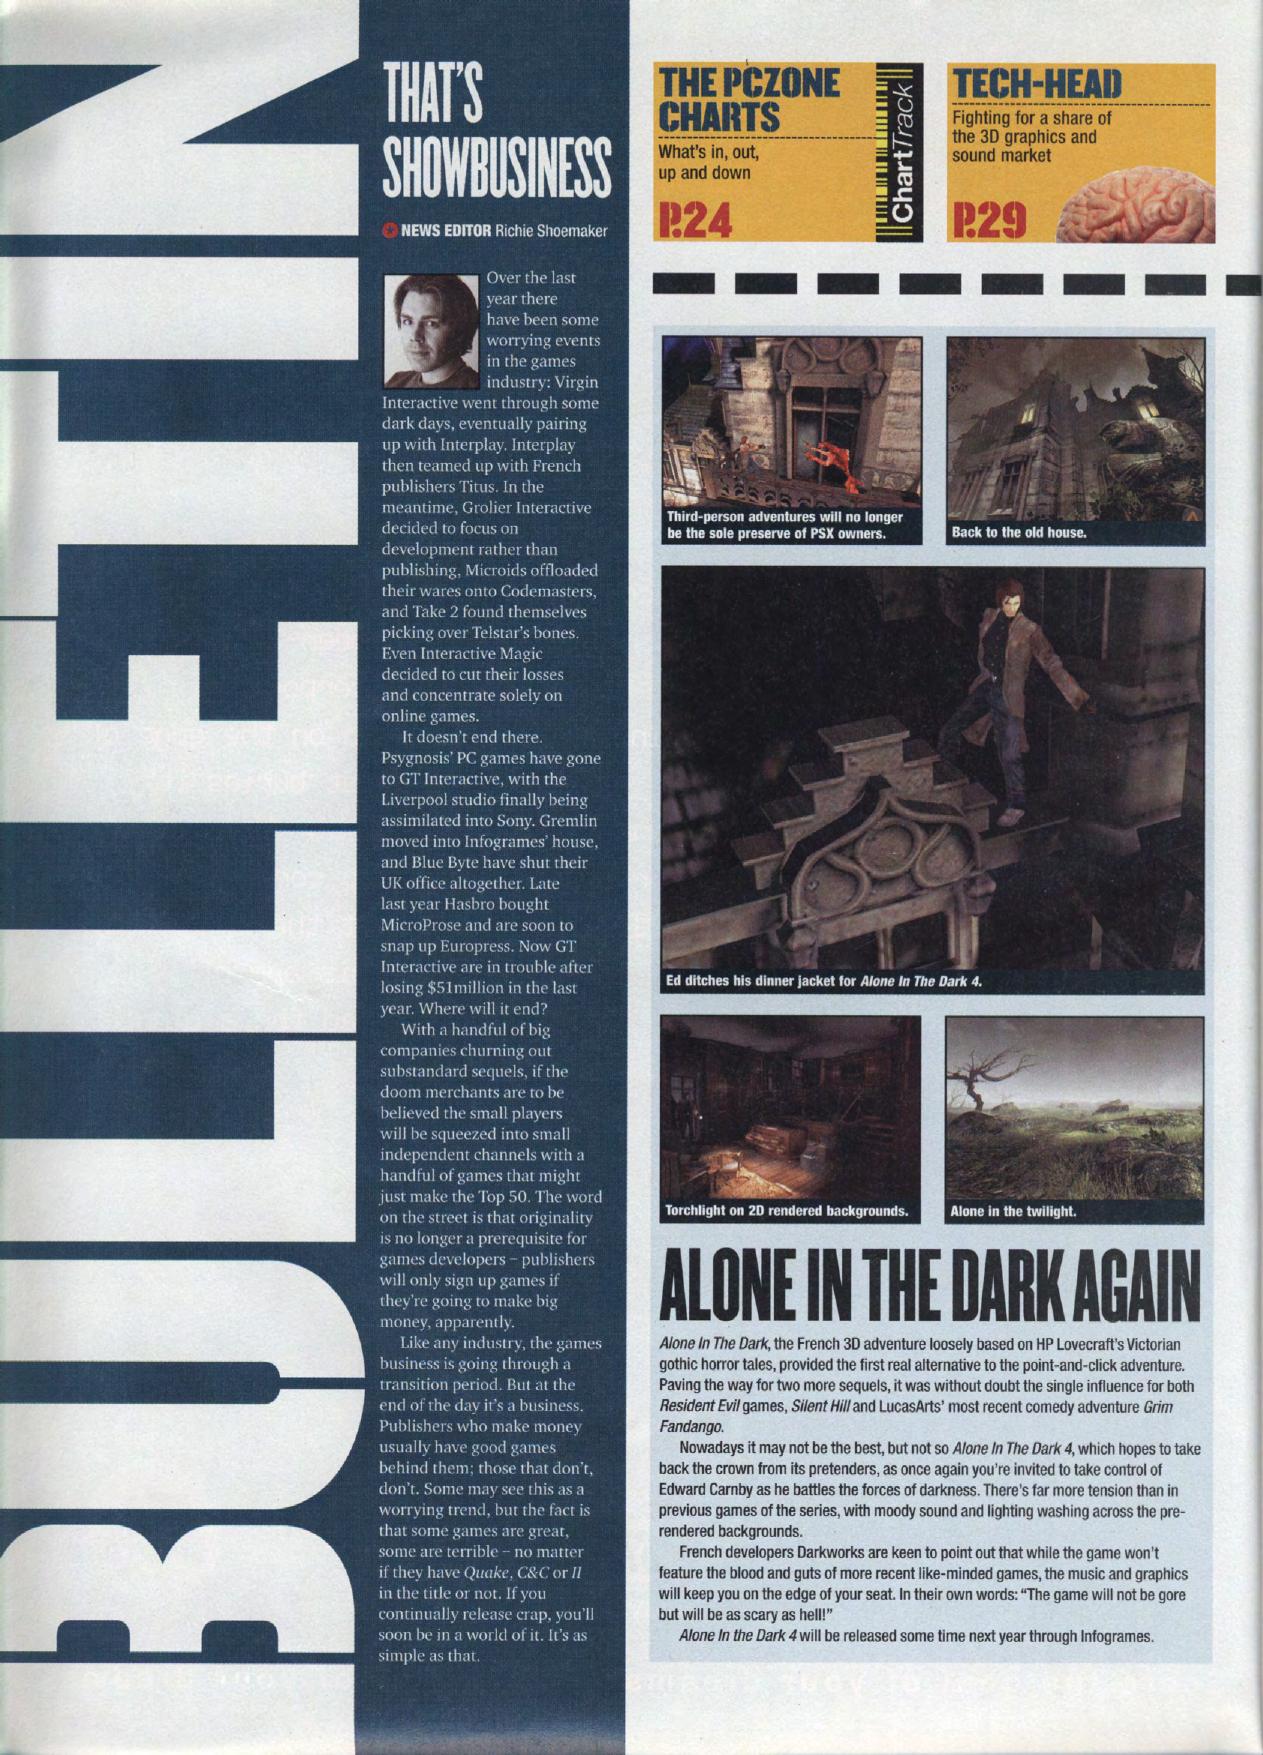 BULLETIN
THAT'S
SHOWBUSINESS
NEWS EDITOR Richie Shoemaker
Over the last
year there
have been some
worrying events
in the games
industry: Virgin
Interactive went through some
dark days, eventually pairing
up with Interplay. Interplay
then teamed up with French
publishers Titus. In the
meantime, Grolier Interactive
decided to focus on
development rather than
publishing, Microids offloaded
their wares onto Codemasters,
and Take 2 found themselves
picking over Telstar's bones.
Even Interactive Magic
decided to cut their losses
and concentrate solely on
online games.
It doesn't end there.
Psygnosis' PC games have gone
to GT Interactive, with the
Liverpool studio finally being
assimilated into Sony. Gremlin
moved into Infogrames' house,
and Blue Byte have shut their
UK office altogether. Late
last year Hasbro bought
MicroProse and are soon to
snap up Europress. Now GT
Interactive are in trouble after
losing $51million in the last
year. Where will it end?
With a handful of big
companies churning out
substandard sequels, if the
doom merchants are to be
believed the small players
will be squeezed into small
independent channels with a
handful of games that might
just make the Top 50. The word
on the street is that originality
is no longer a prerequisite for
games developers – publishers
will only sign up games if
they're going to make big
money, apparently.
Like any industry, the games
business is going through a
transition period. But at the
end of the day it's a business.
Publishers who make money
usually have good games
behind them; those that don't,
don't. Some may see this as a
worrying trend, but the fact is
that some games are great,
some are terrible – no matter
if they have Quake, C&C or II
in the title or not. If you
continually release crap, you'll
soon be in a world of it. It's as
simple as that.
THE PCZONE
CHARTS
What's in, out,
up and down
P.24
ChartTrack
TECH-HEAD
Fighting for a share of
the 3D graphics and
sound market
P.29
Third-person adventures will no longer
be the sole preserve of PSX owners.
Back to the old house.
Ed ditches his dinner jacket for Alone In The Dark 4.
Torchlight on 2D rendered backgrounds.
Alone in the twilight.
ALONE IN THE DARK AGAIN
Alone In The Dark, the French 3D adventure loosely based on HP Lovecraft's Victorian
gothic horror tales, provided the first real alternative to the point-and-click adventure.
Paving the way for two more sequels, it was without doubt the single influence for both
Resident Evil games, Silent Hill and LucasArts' most recent comedy adventure Grim
Fandango.
Nowadays it may not be the best, but not so Alone In The Dark 4, which hopes to take
back the crown from its pretenders, as once again you're invited to take control of
Edward Carnby as he battles the forces of darkness. There's far more tension than in
previous games of the series, with moody sound and lighting washing across the pre-
rendered backgrounds.
French developers Darkworks are keen to point out that while the game won't
feature the blood and guts of more recent like-minded games, the music and graphics
will keep you on the edge of your seat. In their own words: “The game will not be gore
but will be as scary as hell!”
Alone In the Dark 4 will be released some time next year through Infogrames.